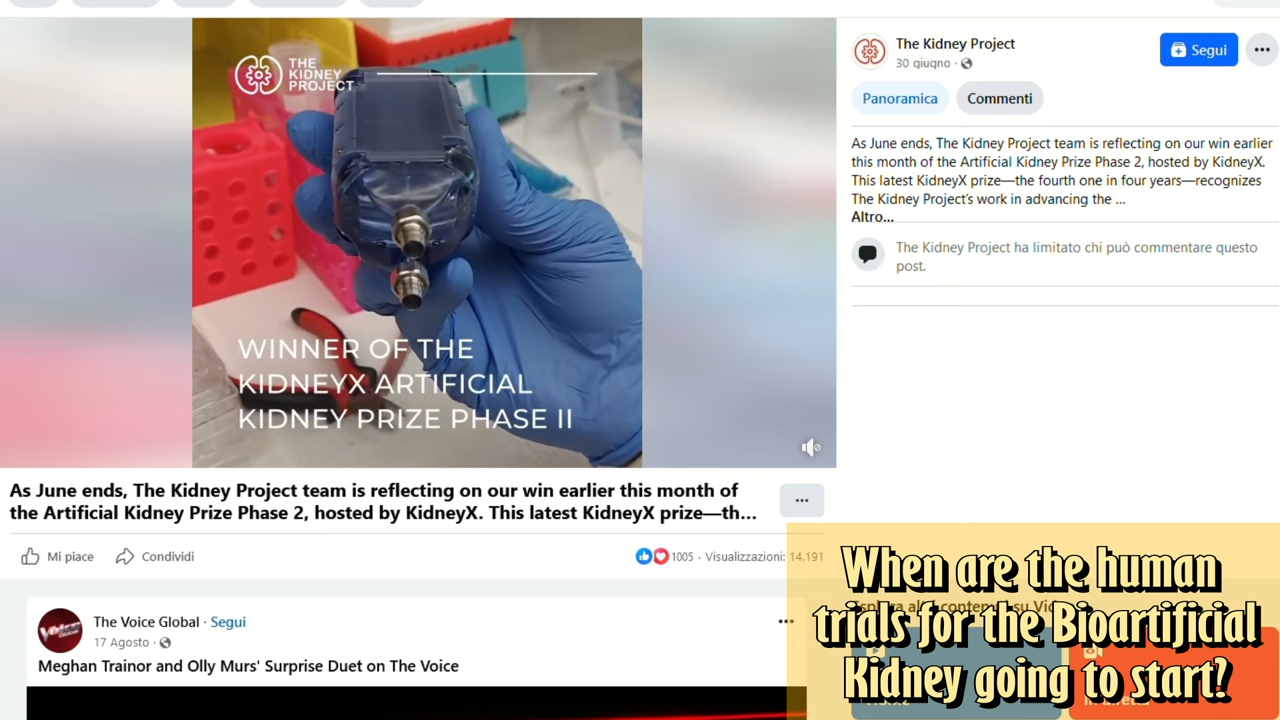 THE
KIDNEY
PROJECT
WINNER OF THE
KIDNEYX ARTIFICIAL
KIDNEY PRIZE PHASE II
As June ends, The Kidney Project team is reflecting on our win earlier this month of
the Artificial Kidney Prize Phase 2, hosted by KidneyX. This latest KidneyX prize—th...
...
Mi piace
Condividi
1005 · Visualizzazioni: 14.191
The Kidney Project
30 giugno ·
Segui
Panoramica
Commenti
As June ends, The Kidney Project team is reflecting on our win earlier
this month of the Artificial Kidney Prize Phase 2, hosted by KidneyX.
This latest KidneyX prize—the fourth one in four years—recognizes
The Kidney Project's work in advancing the ...
Altro...
The Kidney Project ha limitato chi può commentare questo
post.
The Voice Global · Segui
17 Agosto ·
Meghan Trainor and Olly Murs' Surprise Duet on The Voice
When are the human
trials for the Bioartificial
Kidney going to start?